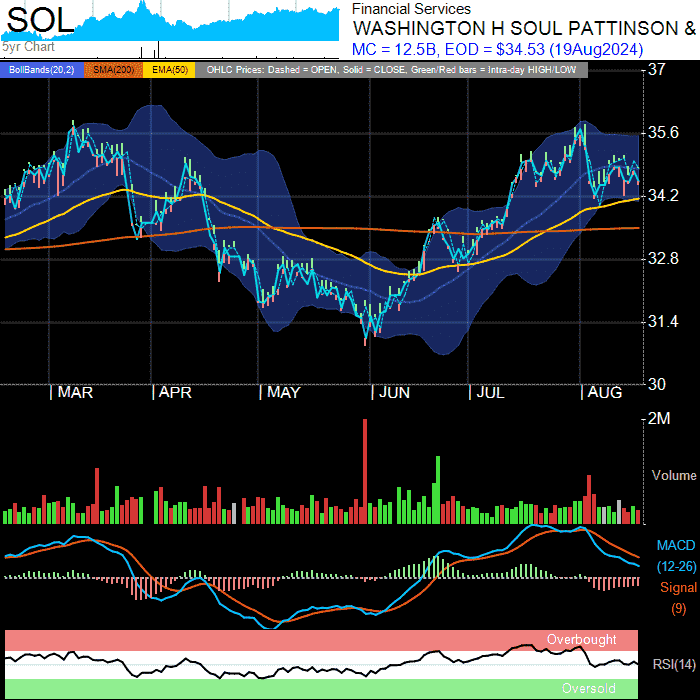 SOL
5yr Chart
Financial Services
WASHINGTON H SOUL PATTINSON &
MC = 12.5B, EOD = $34.53 (19Aug2024)
BollBands(20,2) SMA(200) EMA(50) OHLC Prices: Dashed = OPEN, Solid = CLOSE, Green/Red bars = Intra-day HIGH/LOW
37
35.6
34.2
32.8
31.4
30
MAR APR MAY JUN JUL AUG
2M
Volume
MACD
(12-26)
Signal
(9)
Overbought
RSI(14)
Oversold